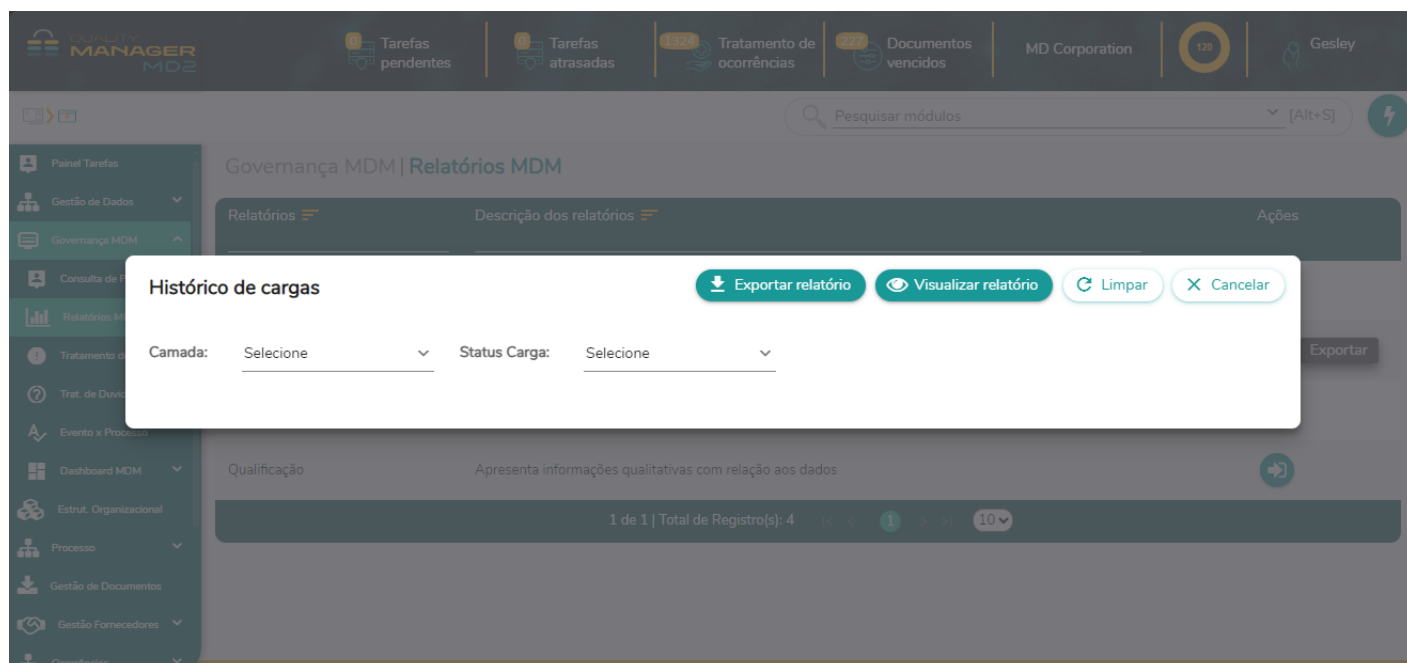 QUALITY
MANAGER
MD2
0
Tarefas
pendentes
0
Tarefas
atrasadas
1324
Tratamento de
ocorrências
227
Documentos
vencidos
MD Corporation
120
Gesley
Pesquisar módulos
[Alt+S]
Painel Tarefas
Gestão de Dados
Governança MDM
Consulta de P
Relatórios M
Tratamento d
Trat. de Duvid
Evento x Processo
Dashboard MDM
Estrut. Organizacional
Processo
Gestão de Documentos
Gestão Fornecedores
Governança MDM | Relatórios MDM
Relatórios
Descrição dos relatórios
Ações
Histórico de cargas
Exportar relatório
Visualizar relatório
Limpar
Cancelar
Camada:
Selecione
Status Carga:
Selecione
Exportar
Qualificação
Apresenta informações qualitativas com relação aos dados
1 de 1 | Total de Registro(s): 4
1
10